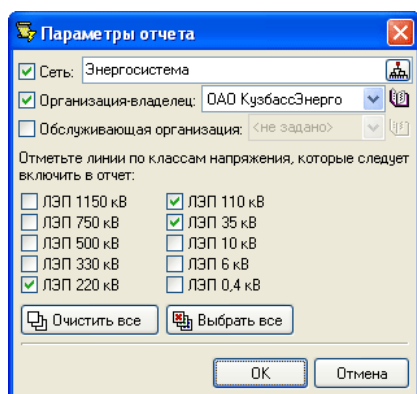 Параметры отчета
Сеть: Энергосистема
Организация-владелец: ОАО КузбассЭнерго
Обслуживающая организация: <не задано>
Отметьте линии по классам напряжения, которые следует
включить в отчет:
ЛЭП 1150 кВ ЛЭП 110 кВ
ЛЭП 750 кВ ЛЭП 35 кВ
ЛЭП 500 кВ ЛЭП 10 кВ
ЛЭП 330 кВ ЛЭП 6 кВ
ЛЭП 220 кВ ЛЭП 0,4 кВ
Очистить все Выбрать все
OK Отмена